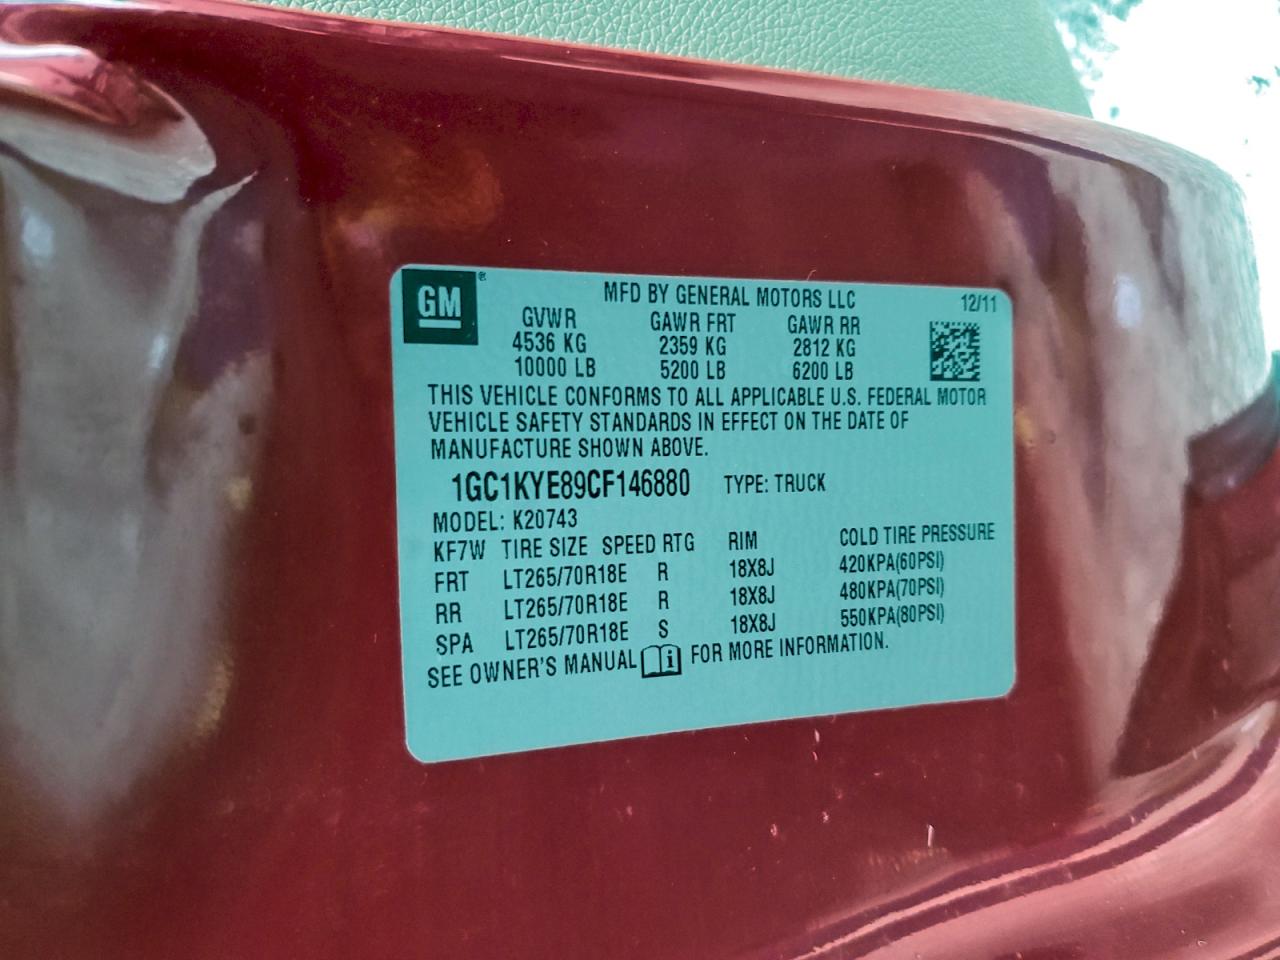 GM ®
MFD BY GENERAL MOTORS LLC 12/11
GVWR GAWR FRT GAWR RR
4536 KG 2359 KG 2812 KG
10000 LB 5200 LB 6200 LB
THIS VEHICLE CONFORMS TO ALL APPLICABLE U.S. FEDERAL MOTOR
VEHICLE SAFETY STANDARDS IN EFFECT ON THE DATE OF
MANUFACTURE SHOWN ABOVE.
1GC1KYE89CF146880 TYPE: TRUCK
MODEL: K20743
KF7W TIRE SIZE SPEED RTG RIM COLD TIRE PRESSURE
FRT LT265/70R18E R 18X8J 420KPA(60PSI)
RR LT265/70R18E R 18X8J 480KPA(70PSI)
SPA LT265/70R18E S 18X8J 550KPA(80PSI)
SEE OWNER'S MANUAL FOR MORE INFORMATION.